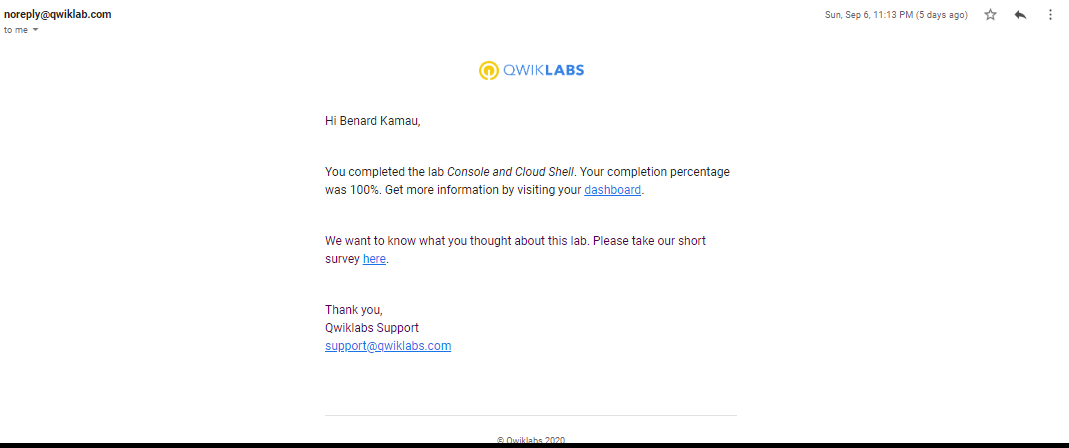 noreply@qwiklab.com
Sun, Sep 6, 11:13 PM (5 days ago)
to me
QWIKLABS
Hi Benard Kamau,
You completed the lab Console and Cloud Shell. Your completion percentage
was 100%. Get more information by visiting your dashboard.
We want to know what you thought about this lab. Please take our short
survey here.
Thank you,
Qwiklabs Support
support@qwiklabs.com
© Qwiklabs 2020